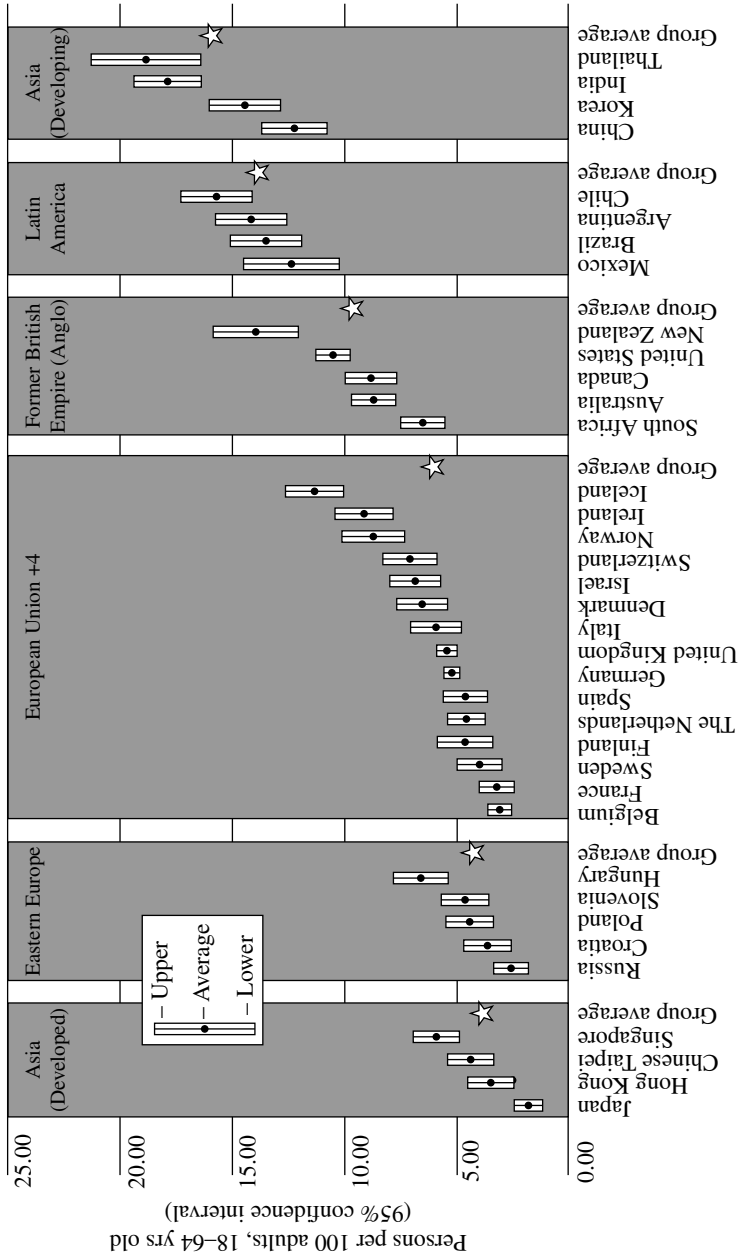 Persons per 100 adults, 18–64 yrs old
(95% confidence interval)
25.00
20.00
15.00
10.00
5.00
0.00
– Upper
– Average
– Lower
Asia
(Developed)
Japan
Hong Kong
Chinese Taipei
Singapore
Group average
Eastern Europe
Russia
Croatia
Poland
Slovenia
Hungary
Group average
European Union +4
Belgium
France
Sweden
Finland
The Netherlands
Spain
Germany
United Kingdom
Italy
Denmark
Israel
Switzerland
Norway
Ireland
Iceland
Group average
Former British
Empire (Anglo)
South Africa
Australia
Canada
United States
New Zealand
Group average
Latin
America
Mexico
Brazil
Argentina
Chile
Group average
Asia
(Developing)
China
Korea
India
Thailand
Group average